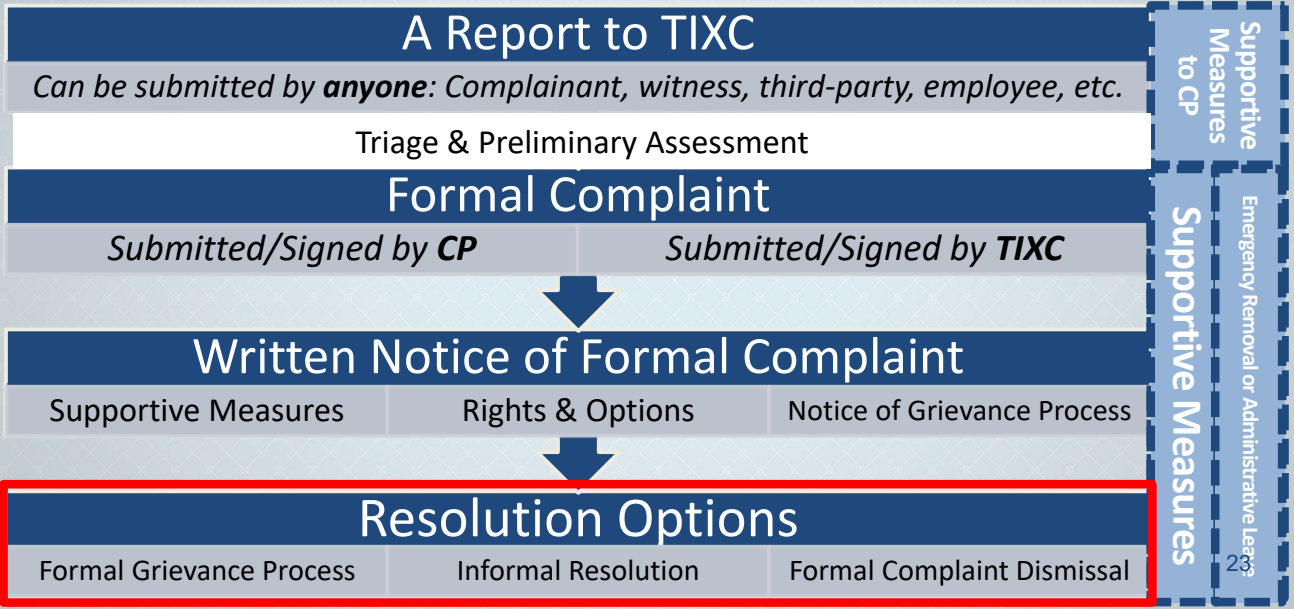 A Report to TIXC
Can be submitted by anyone: Complainant, witness, third-party, employee, etc.
Triage & Preliminary Assessment
Formal Complaint
Submitted/Signed by CP
Submitted/Signed by TIXC
Written Notice of Formal Complaint
Supportive Measures
Rights & Options
Notice of Grievance Process
Resolution Options
Formal Grievance Process
Informal Resolution
Formal Complaint Dismissal
Supportive
Measures
to CP
Supportive Measures
Emergency Removal or Administrative Leave
23